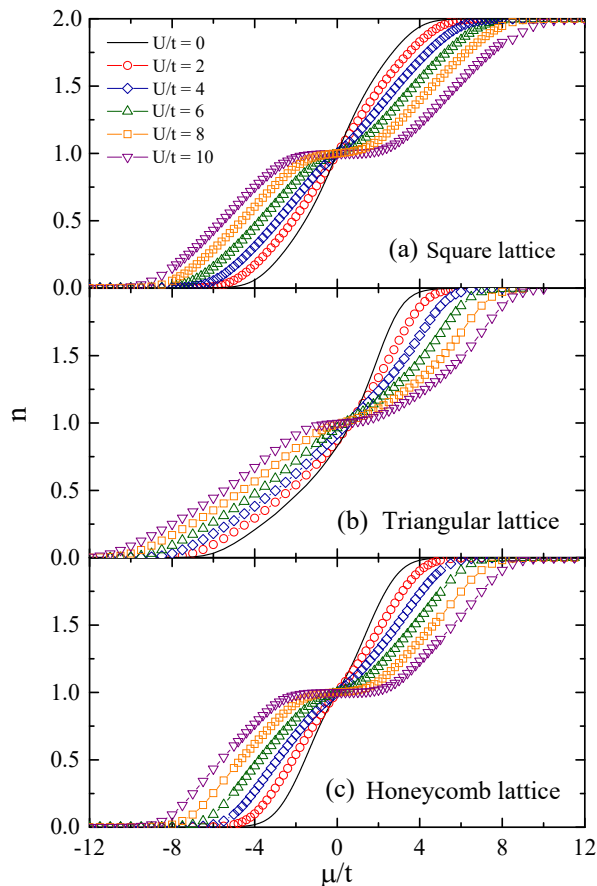 2.0
U/t = 0
U/t = 2
U/t = 4
U/t = 6
U/t = 8
U/t = 10
1.5
1.0
0.5
(a) Square lattice
2.0
1.5
1.0
n
0.5
(b) Triangular lattice
0.0
1.5
1.0
0.5
(c) Honeycomb lattice
0.0
-12 -8 -4 0 4 8 12
μ/t